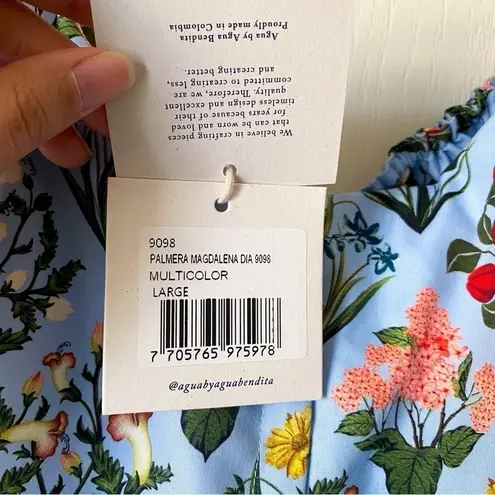 We believe in crafting pieces
that can be worn and loved
for years because of their
timeless design and excellent
quality. Therefore, we are
committed to creating less,
and creating better.
Agua by Agua Bendita
Proudly made in Colombia
9098
PALMERA MAGDALENA DIA 9098
MULTICOLOR
LARGE
7 705765 975978
@aguabyaguabendita